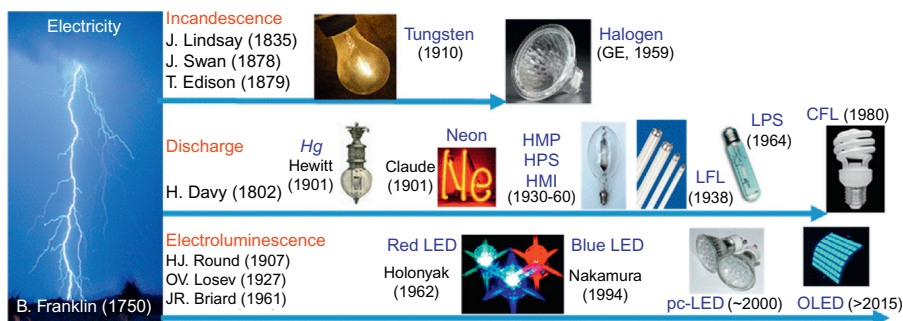 Electricity
B. Franklin (1750)
Incandescence
J. Lindsay (1835)
J. Swan (1878)
T. Edison (1879)
Tungsten
(1910)
Halogen
(GE, 1959)
Discharge
H. Davy (1802)
Hg
Hewitt
(1901)
Neon
Claude
(1901)
Ne
HMP
HPS
HMI
(1930-60)
LFL
(1938)
LPS
(1964)
CFL (1980)
Electroluminescence
HJ. Round (1907)
OV. Losev (1927)
JR. Briard (1961)
Red LED
Holonyak
(1962)
Blue LED
Nakamura
(1994)
pc-LED (~2000)
OLED (>2015)